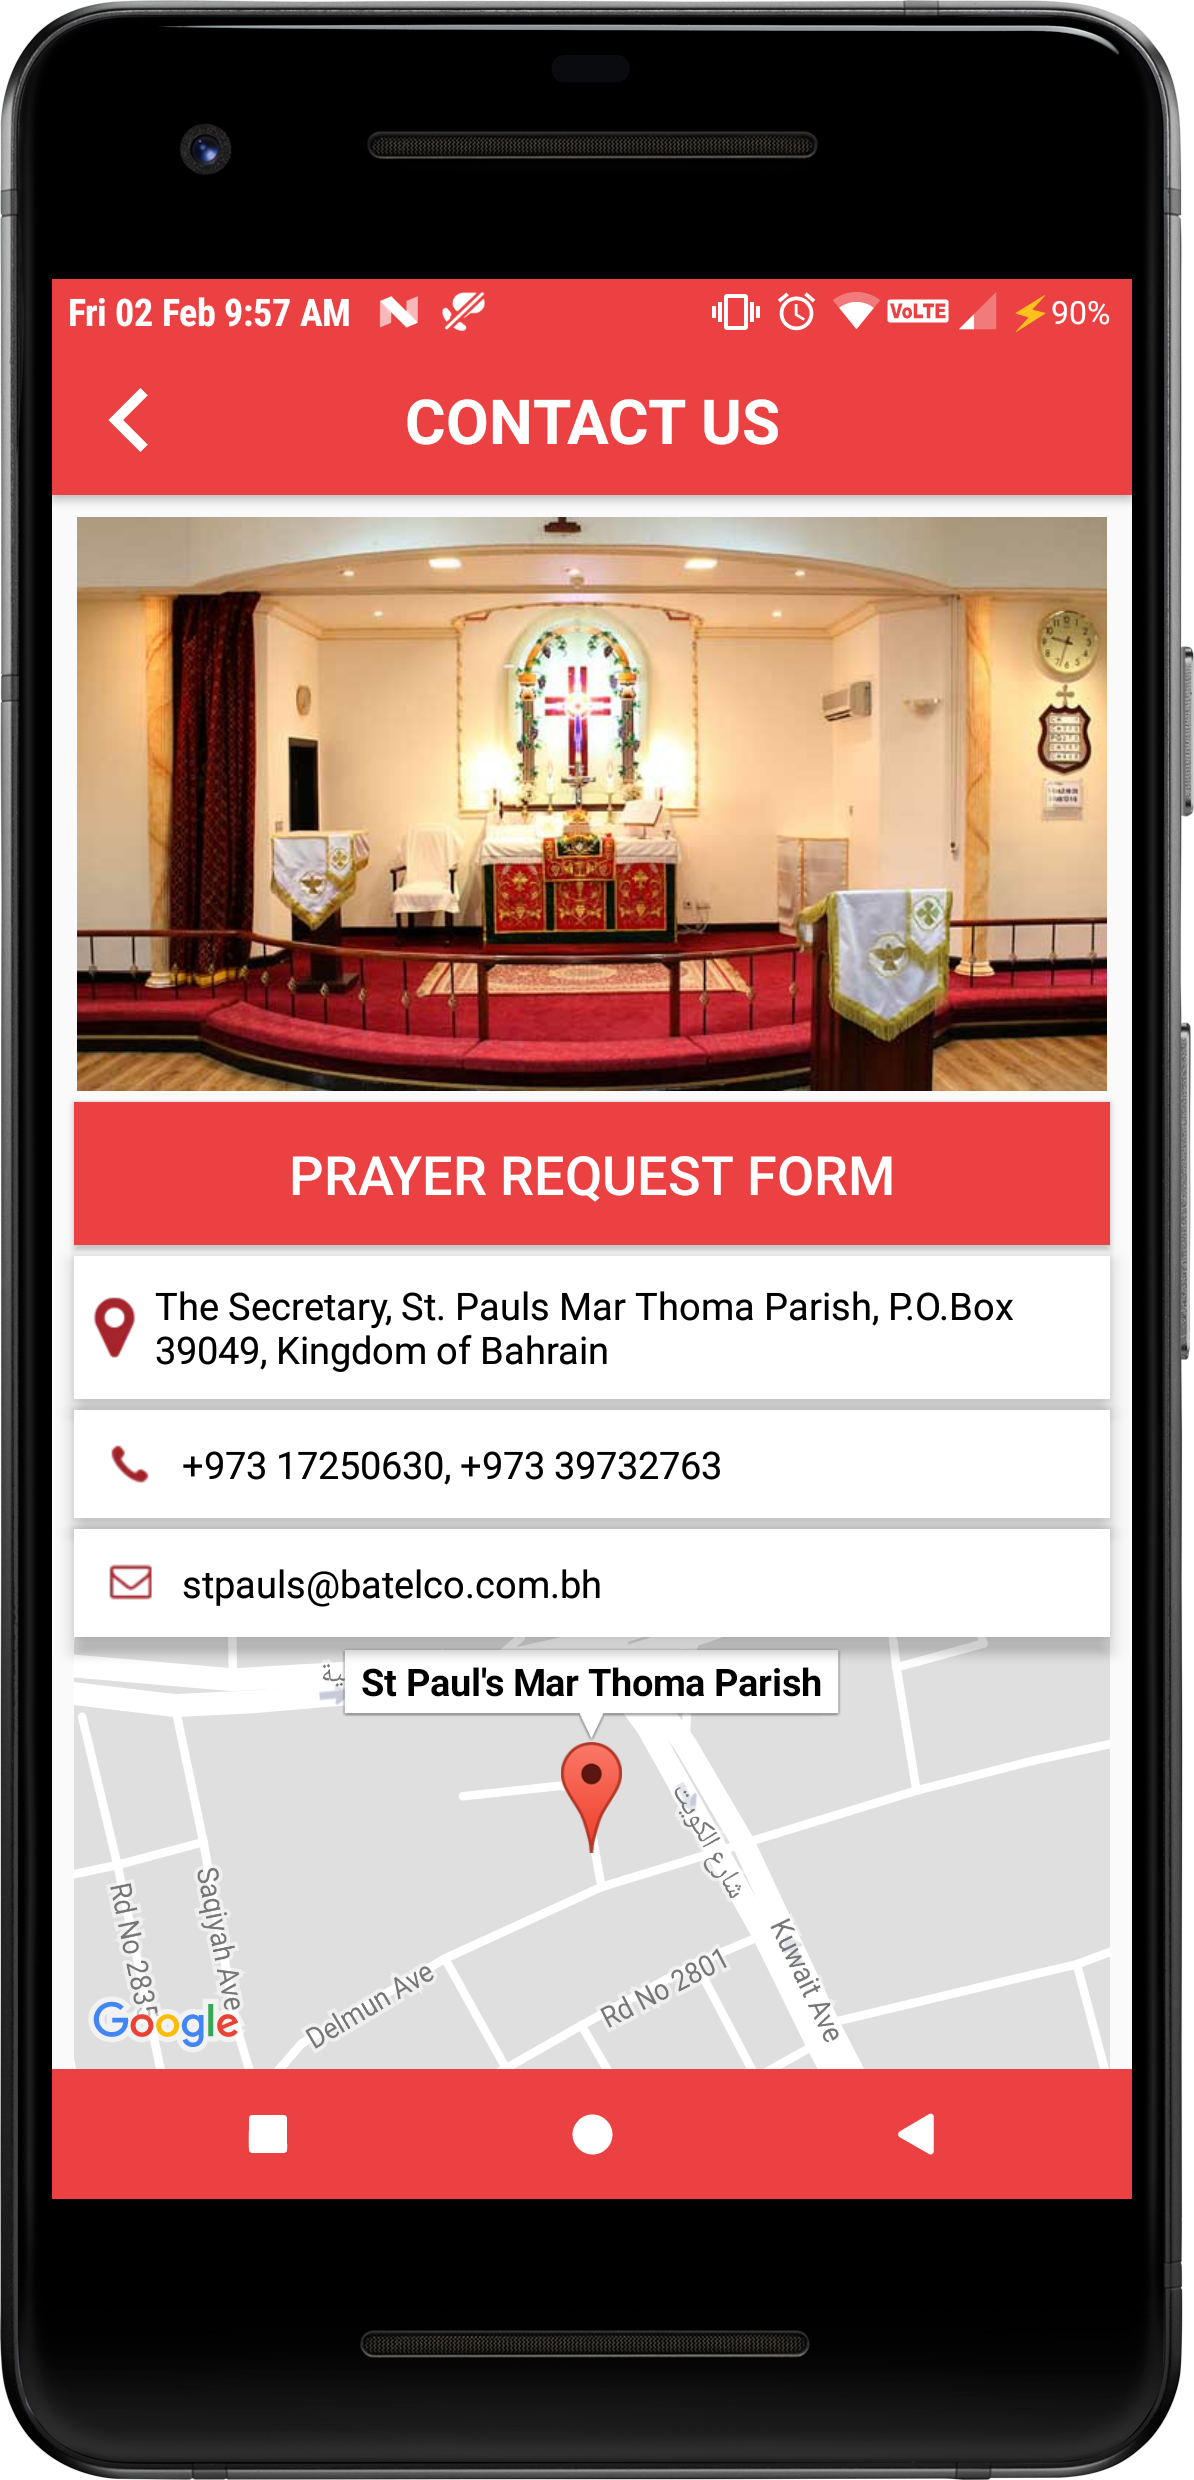 Fri 02 Feb 9:57 AM VoLTE 90%
CONTACT US
PRAYER REQUEST FORM
The Secretary, St. Pauls Mar Thoma Parish, P.O.Box
39049, Kingdom of Bahrain
+973 17250630, +973 39732763
stpauls@batelco.com.bh
St Paul's Mar Thoma Parish
شارع الكويت
Kuwait Ave
Saqiyah Ave
Rd No 2835
Delmun Ave
Rd No 2801
Google